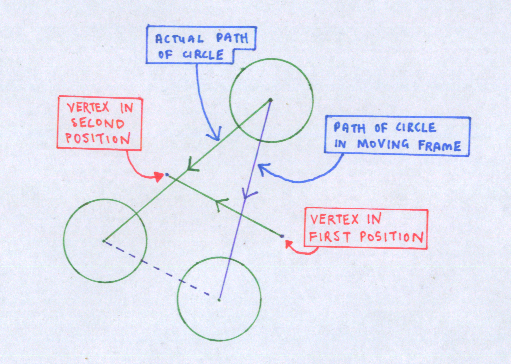 ACTUAL PATH
OF CIRCLE
VERTEX IN
SECOND
POSITION
PATH OF CIRCLE
IN MOVING FRAME
VERTEX IN
FIRST POSITION